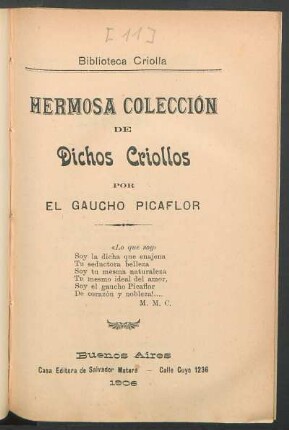 [11]
Biblioteca Criolla
HERMOSA COLECCIÓN
DE
Dichos Criollos
POR
EL GAUCHO PICAFLOR
«Lo que soy»
Soy la dicha que enajena
Tu seductora belleza
Soy tu mesma naturaleza
Tu mesmo ideal del amor,
Soy el gaucho Picaflor
De corazón y nobleza!...
M. M. C.
Buenos Aires
Casa Editora de Salvador Matera — Calle Cuyo 1236
1906